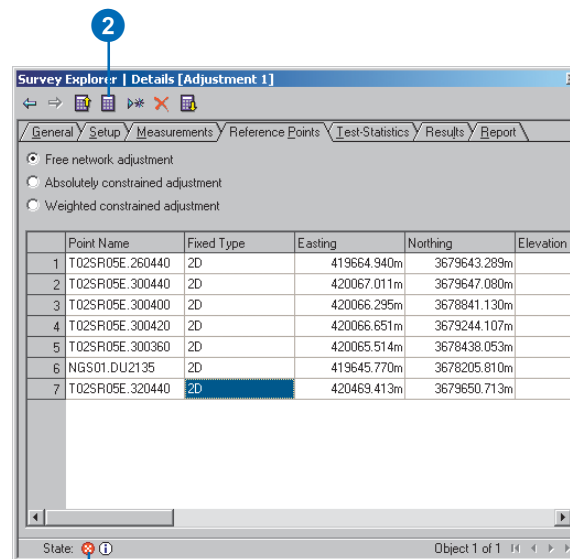 2
Survey Explorer | Details [Adjustment 1]
General Setup Measurements Reference Points Test-Statistics Results Report
Free network adjustment
Absolutely constrained adjustment
Weighted constrained adjustment
Point Name Fixed Type Easting Northing Elevation
1 T02SR05E.260440 2D 419664.940m 3679643.289m
2 T02SR05E.300440 2D 420067.011m 3679647.080m
3 T02SR05E.300400 2D 420066.295m 3678841.130m
4 T02SR05E.300420 2D 420066.651m 3679244.107m
5 T02SR05E.300360 2D 420065.514m 3678438.053m
6 NGS01.DU2135 2D 419645.770m 3678205.810m
7 T02SR05E.320440 2D 420469.413m 3679650.713m
State: Object 1 of 1